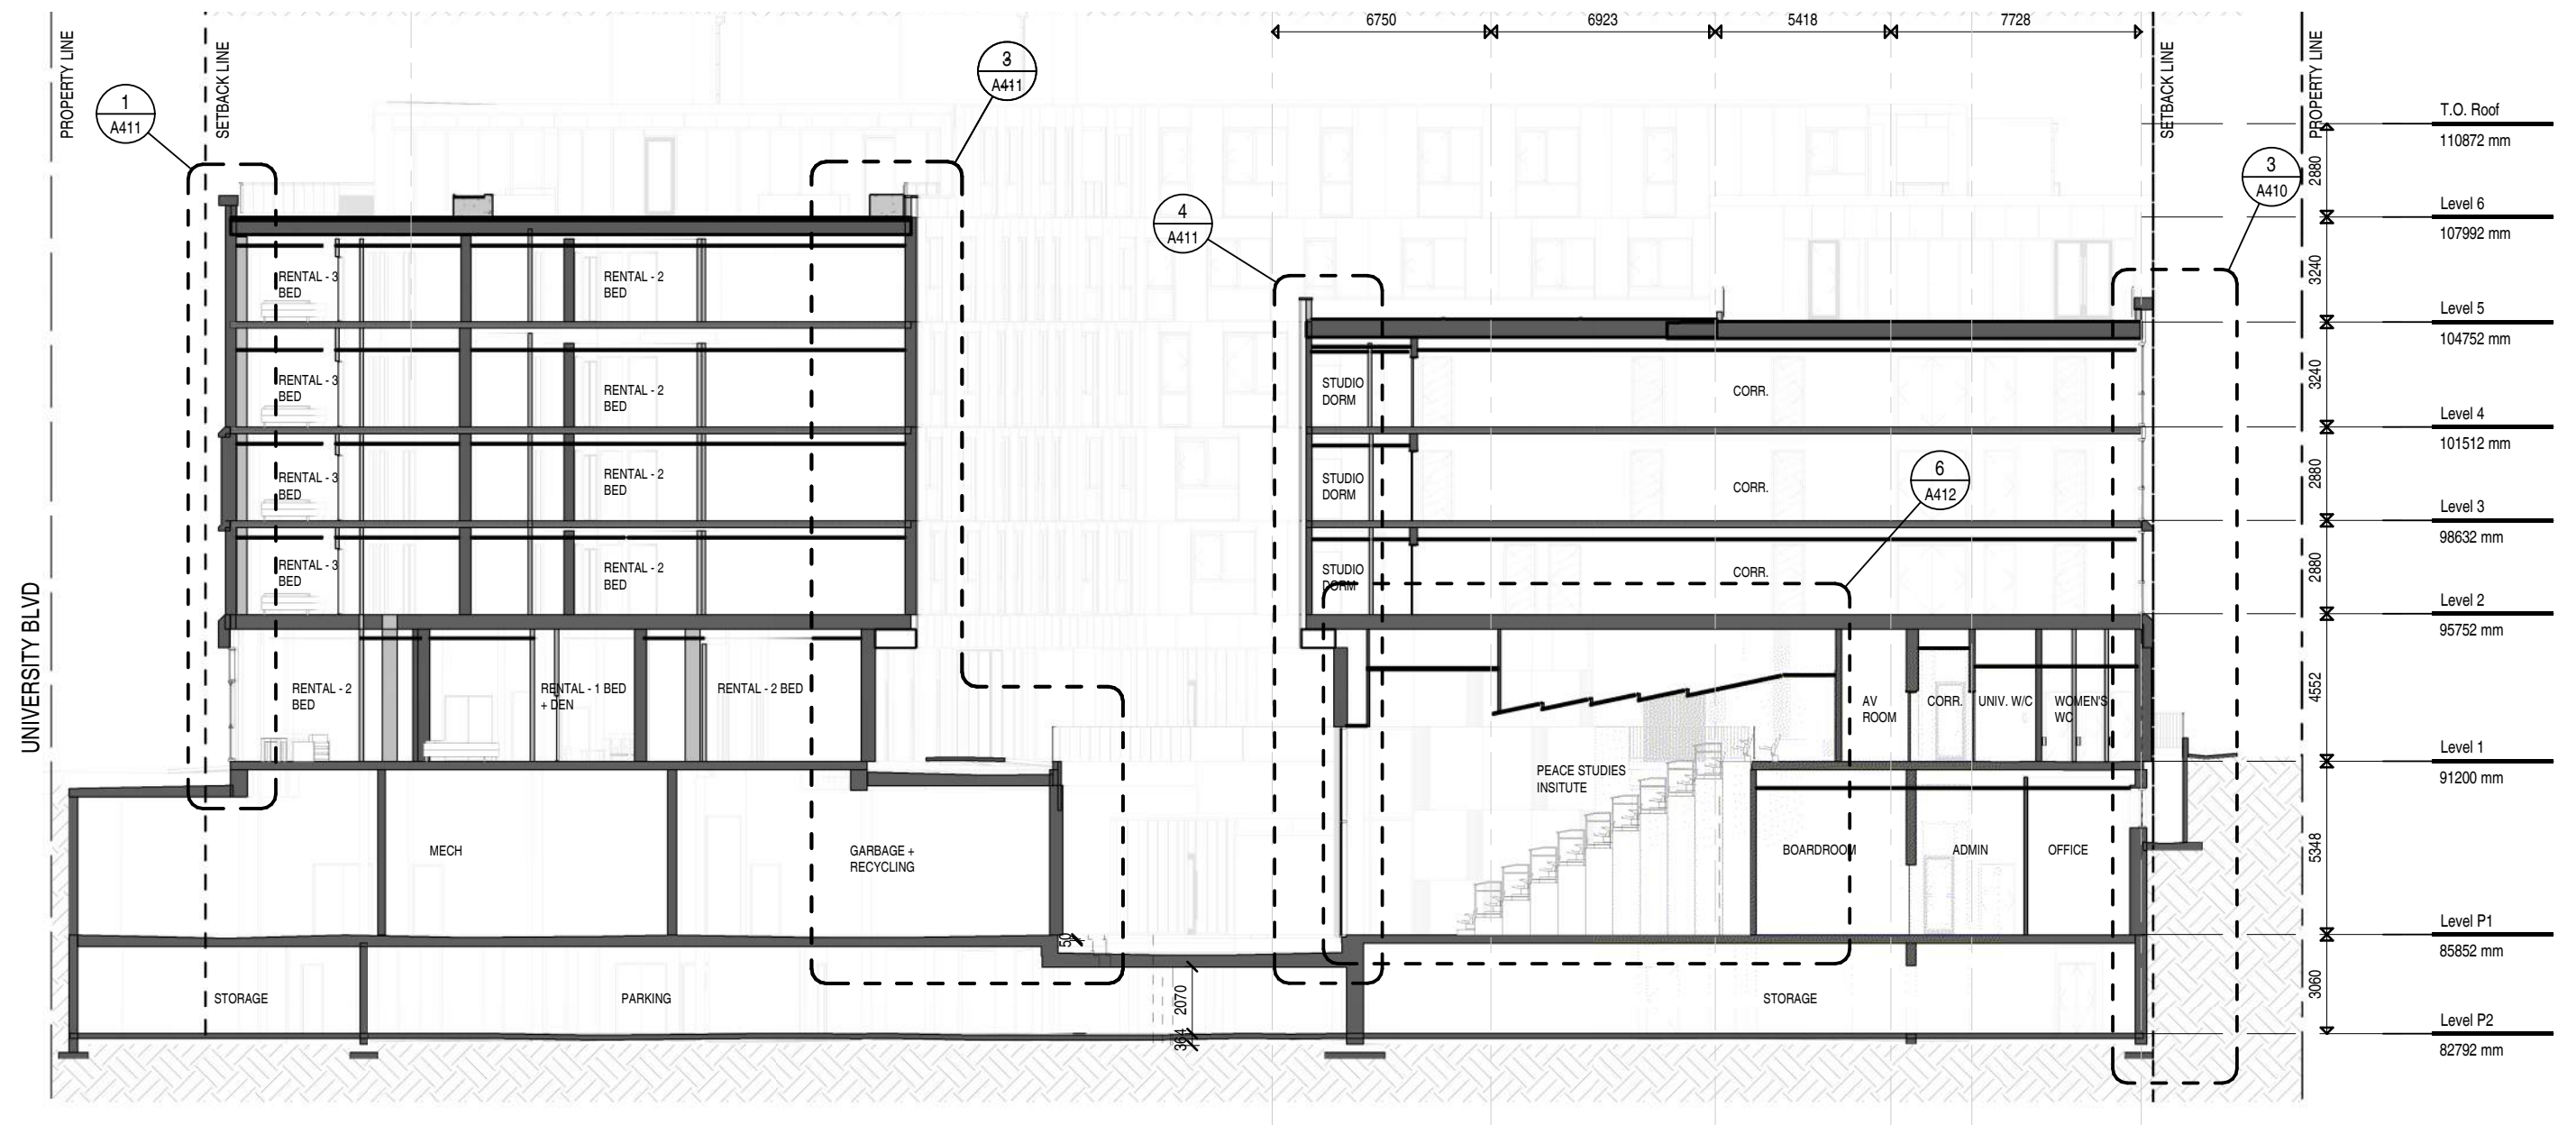 6750
6923
5418
7728
PROPERTY LINE
SETBACK LINE
SETBACK LINE
PROPERTY LINE
1
A411
3
A411
4
A411
3
A410
6
A412
T.O. Roof
110872 mm
2880
Level 6
107992 mm
3240
Level 5
104752 mm
3240
Level 4
101512 mm
2880
Level 3
98632 mm
2880
Level 2
95752 mm
4552
Level 1
91200 mm
5348
Level P1
85852 mm
3060
Level P2
82792 mm
UNIVERSITY BLVD
RENTAL - 3
BED
RENTAL - 2
BED
RENTAL - 3
BED
RENTAL - 2
BED
RENTAL - 3
BED
RENTAL - 2
BED
RENTAL - 3
BED
RENTAL - 2
BED
RENTAL - 2
BED
RENTAL - 1 BED
+ DEN
RENTAL - 2 BED
MECH
GARBAGE +
RECYCLING
STORAGE
PARKING
50
2070
STUDIO
DORM
CORR.
STUDIO
DORM
CORR.
STUDIO
DORM
CORR.
AV
ROOM
CORR.
UNIV. W/C
WOMEN'S
WC
PEACE STUDIES
INSITUTE
BOARDROOM
ADMIN
OFFICE
STORAGE